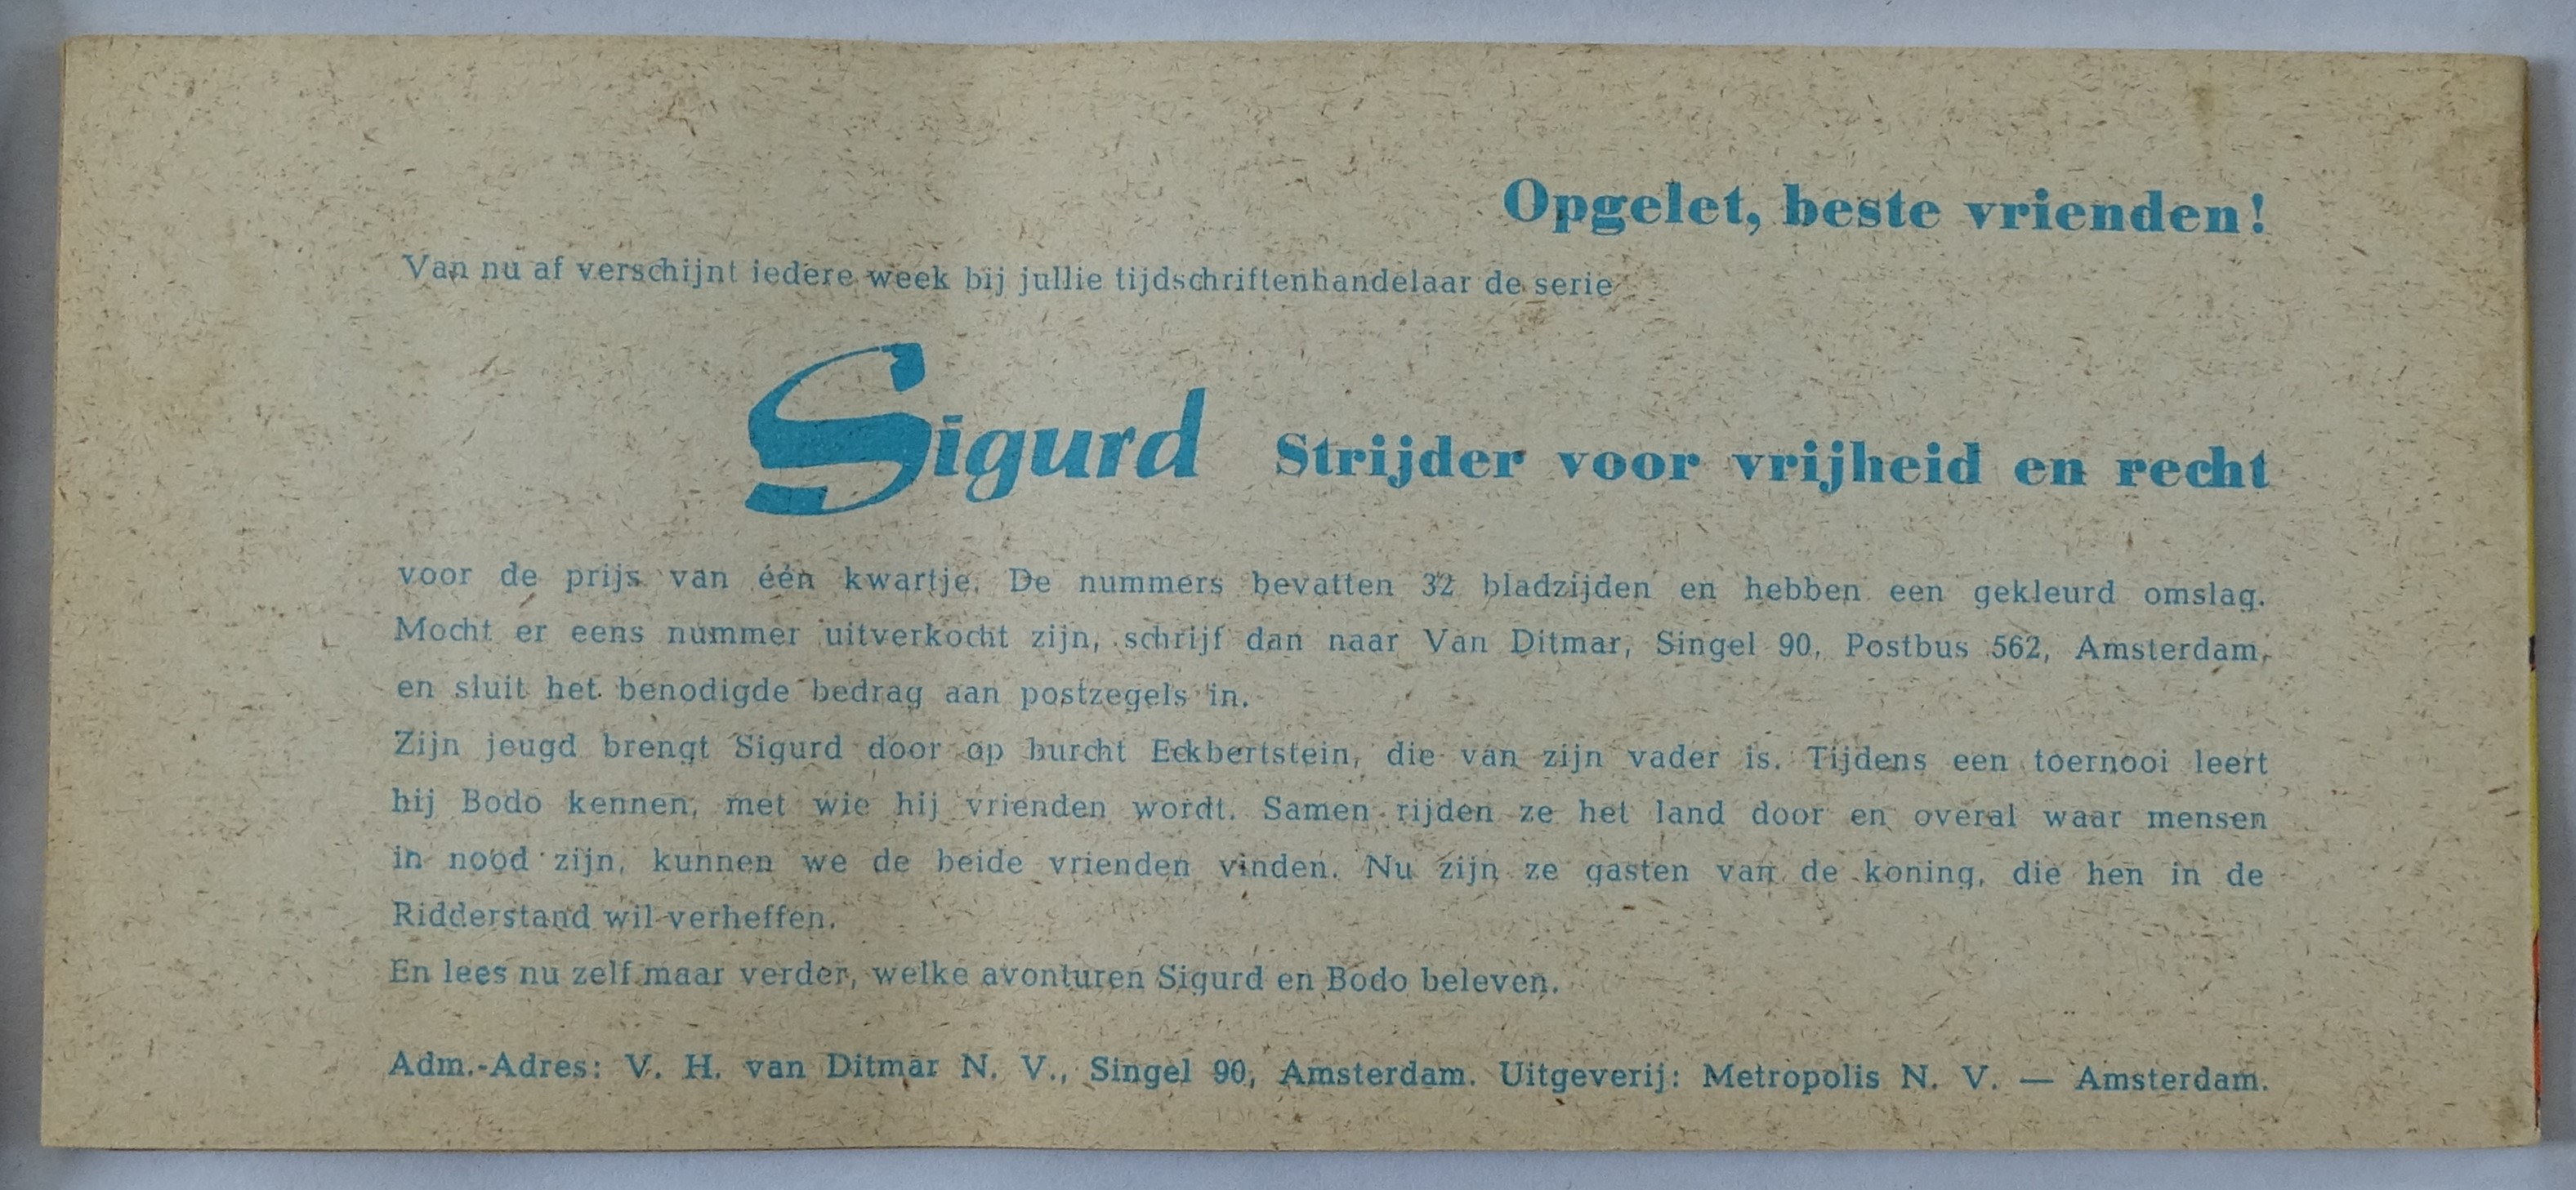 Opgelet, beste vrienden!
Van nu af verschijnt iedere week bij jullie tijdschriftenhandelaar de serie
Sigurd Strijder voor vrijheid en recht
voor de prijs van één kwartje. De nummers bevatten 32 bladzijden en hebben een gekleurd omslag.
Mocht er eens nummer uitverkocht zijn, schrijf dan naar Van Ditmar, Singel 90, Postbus 562, Amsterdam,
en sluit het benodigde bedrag aan postzegels in.
Zijn jeugd brengt Sigurd door op burcht Eckbertstein, die van zijn vader is. Tijdens een toernooi leert
hij Bodo kennen, met wie hij vrienden wordt. Samen rijden ze het land door en overal waar mensen
in nood zijn, kunnen we de beide vrienden vinden. Nu zijn ze gasten van de koning, die hen in de
Ridderstand wil verheffen.
En lees nu zelf maar verder, welke avonturen Sigurd en Bodo beleven.
Adm.-Adres: V. H. van Ditmar N. V., Singel 90, Amsterdam. Uitgeverij: Metropolis N. V. — Amsterdam.